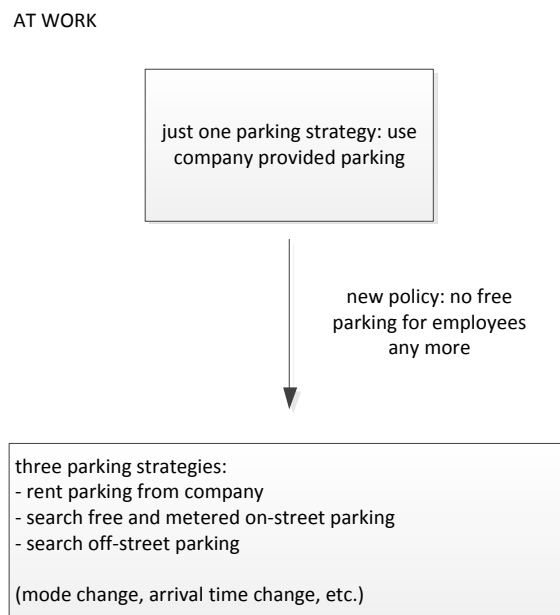 AT WORK
just one parking strategy: use
company provided parking
new policy: no free
parking for employees
any more
three parking strategies:
- rent parking from company
- search free and metered on-street parking
- search off-street parking
(mode change, arrival time change, etc.)